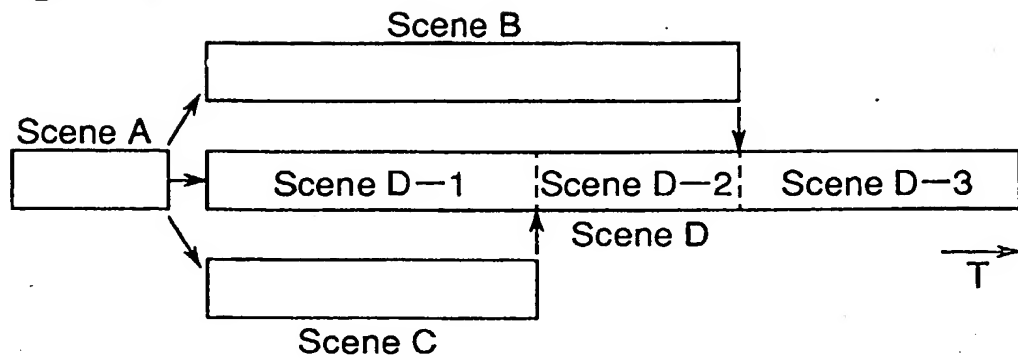 Scene B
Scene A
Scene D—1 Scene D—2 Scene D—3
Scene D
T
Scene C